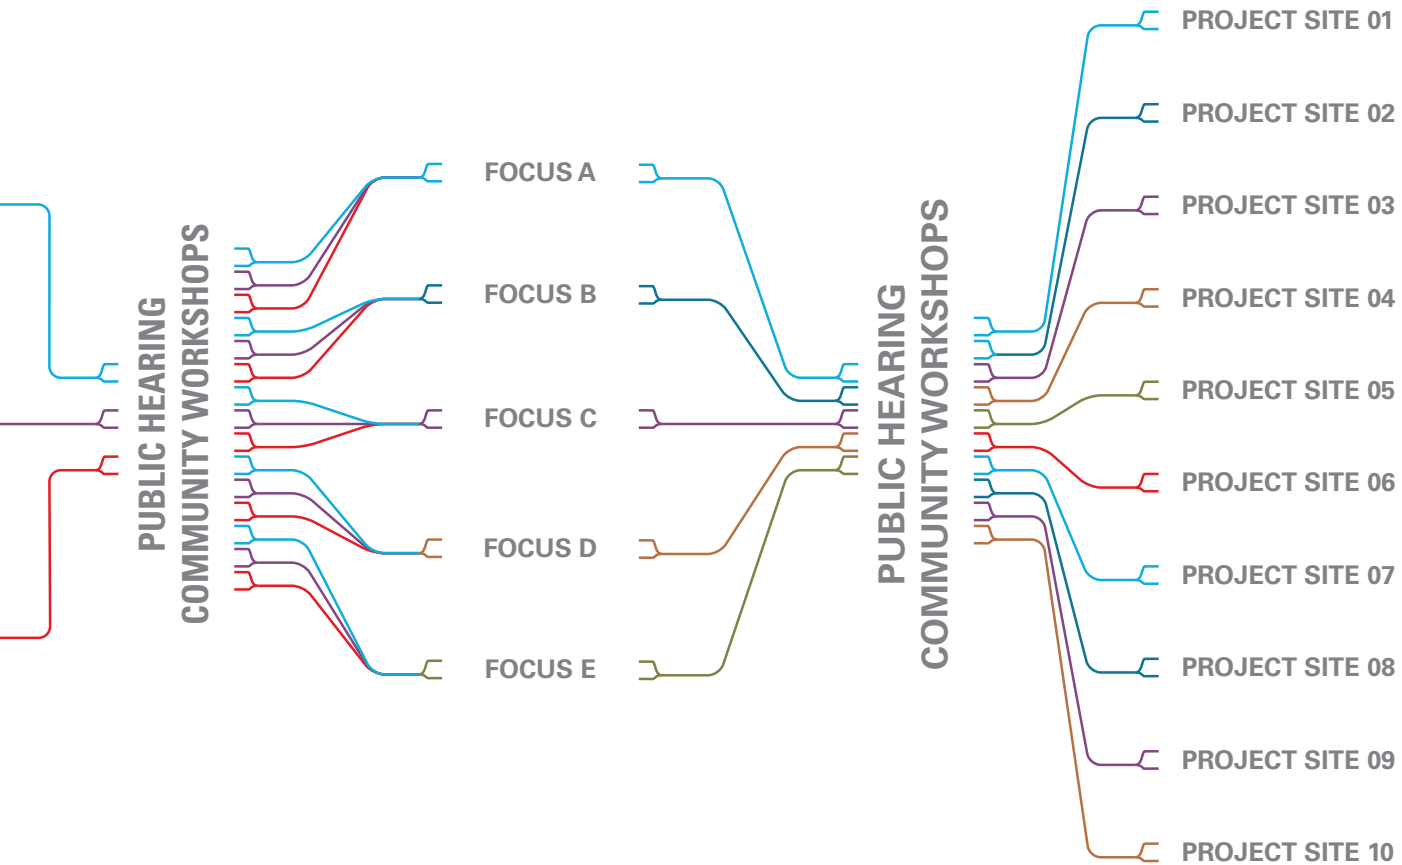 PUBLIC HEARING
COMMUNITY WORKSHOPS
FOCUS A
FOCUS B
FOCUS C
FOCUS D
FOCUS E
PUBLIC HEARING
COMMUNITY WORKSHOPS
PROJECT SITE 01
PROJECT SITE 02
PROJECT SITE 03
PROJECT SITE 04
PROJECT SITE 05
PROJECT SITE 06
PROJECT SITE 07
PROJECT SITE 08
PROJECT SITE 09
PROJECT SITE 10